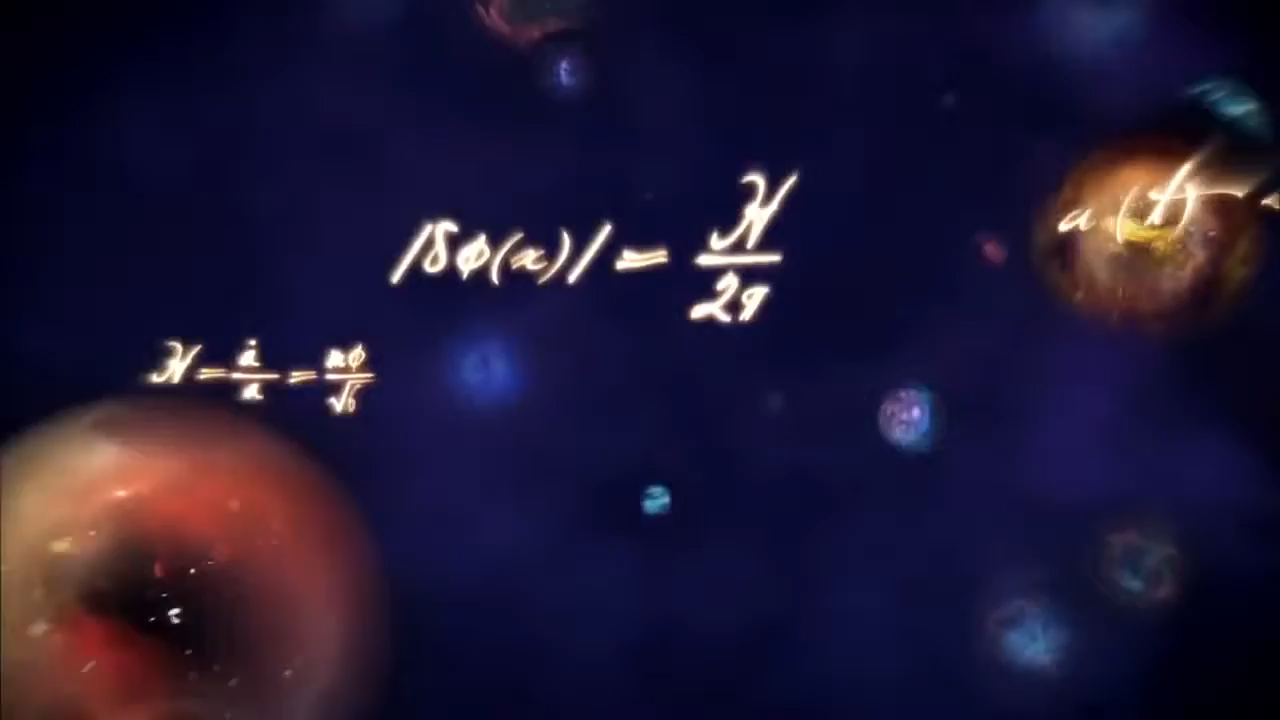 |δφ(x)| = H/2π
a(t)
H = ȧ/a = mφ/√6